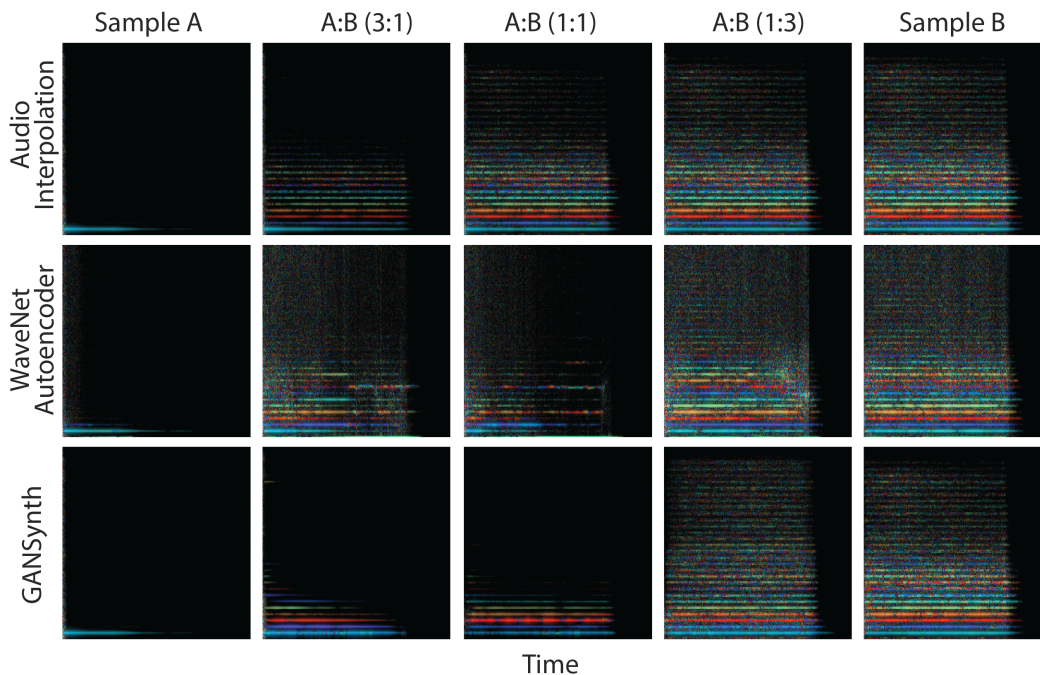 Sample A
A:B (3:1)
A:B (1:1)
A:B (1:3)
Sample B
Audio
Interpolation
WaveNet
Autoencoder
GANSynth
Time